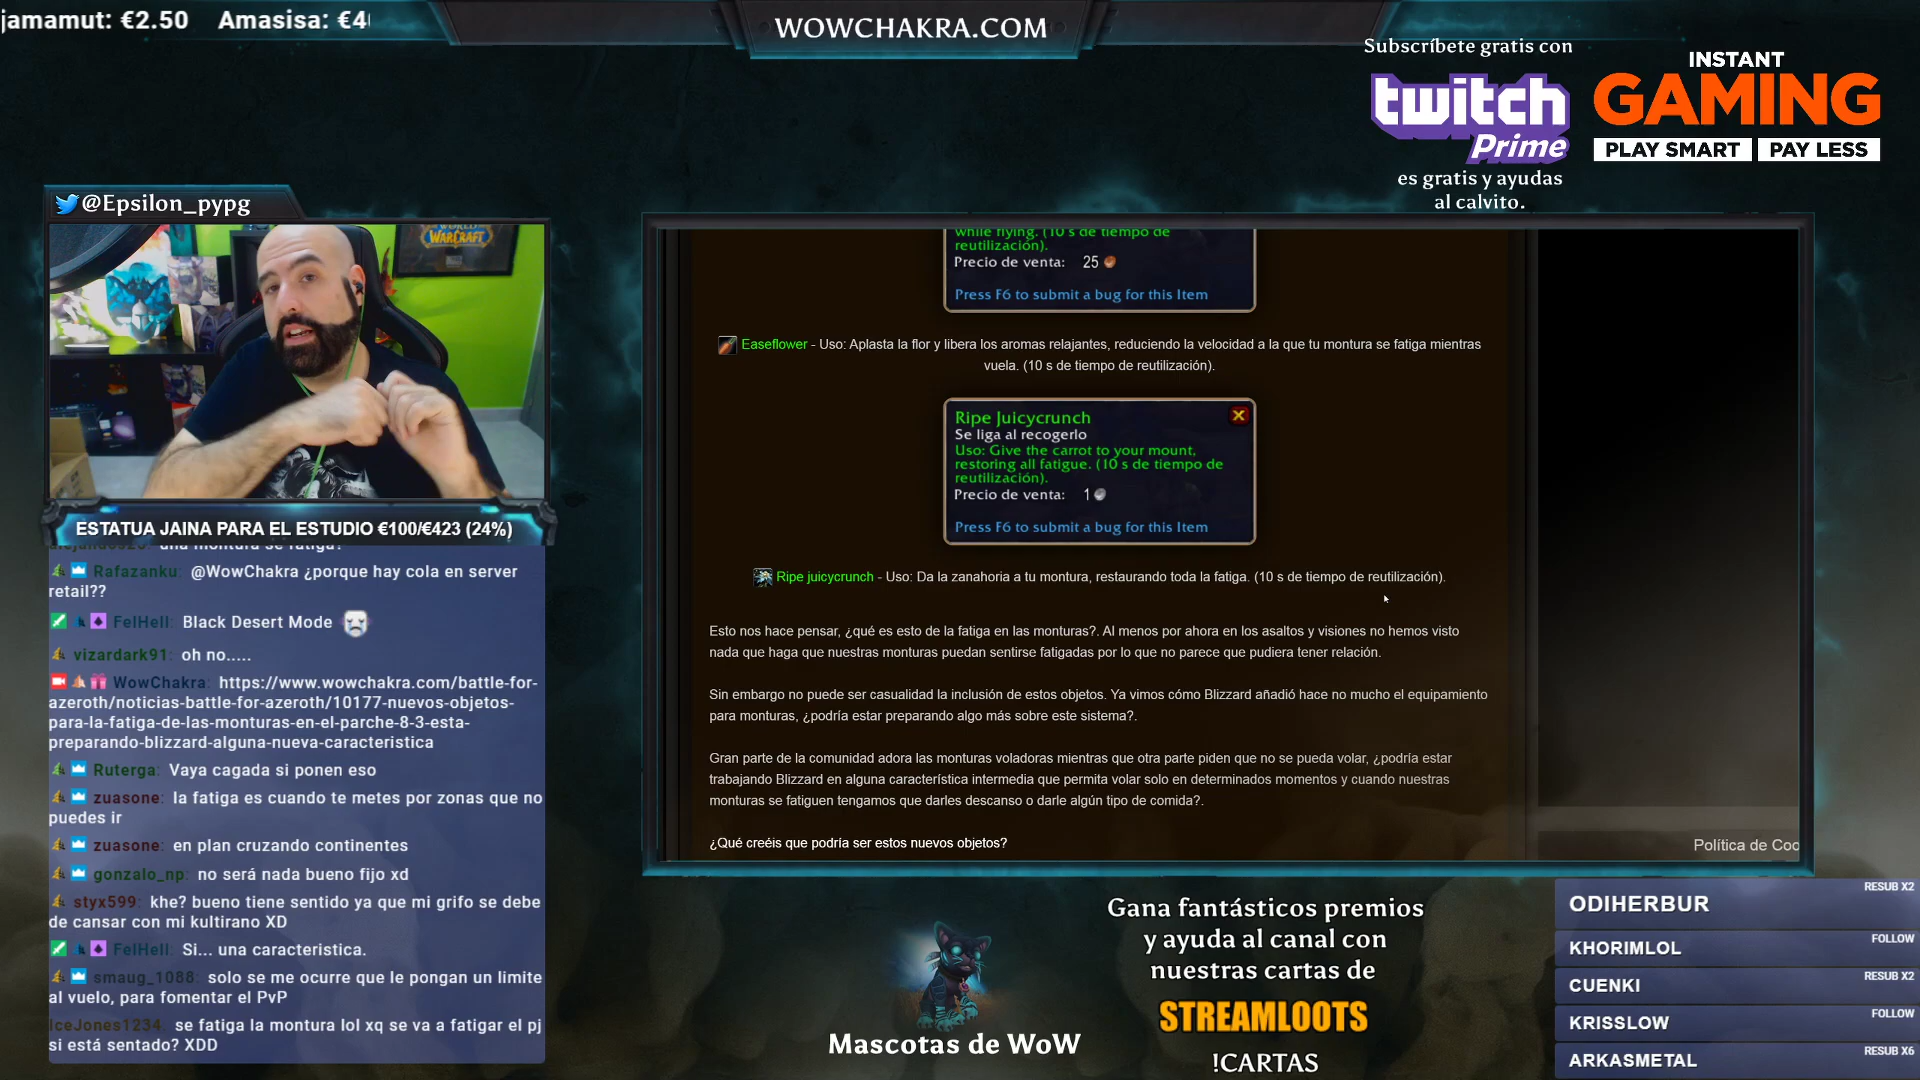 jamamut: €2.50 Amasisa: €4
WOWCHAKRA.COM
Subscríbete gratis con
twitch
Prime
es gratis y ayudas
al calvito.
INSTANT
GAMING
PLAY SMART
PAY LESS
@Epsilon_pypg
WORLD
WARCRAFT
ESTATUA JAINA PARA EL ESTUDIO €100/€423 (24%)
una montura se fatiga?
Rafazanku: @WowChakra ¿porque hay cola en server
retail??
FelHell: Black Desert Mode
vizardark91: oh no.....
WowChakra: https://www.wowchakra.com/battle-for-
azeroth/noticias-battle-for-azeroth/10177-nuevos-objetos-
para-la-fatiga-de-las-monturas-en-el-parche-8-3-esta-
preparando-blizzard-alguna-nueva-caracteristica
Ruterga: Vaya cagada si ponen eso
zuasone: la fatiga es cuando te metes por zonas que no
puedes ir
zuasone: en plan cruzando continentes
gonzalo_np: no será nada bueno fijo xd
styx599: khe? bueno tiene sentido ya que mi grifo se debe
de cansar con mi kultirano XD
FelHell: Si... una caracteristica.
smaug_1088: solo se me ocurre que le pongan un limite
al vuelo, para fomentar el PvP
IceJones1234: se fatiga la montura lol xq se va a fatigar el pj
si está sentado? XDD
while flying. (10 s de tiempo de
reutilización).
Precio de venta: 25
Press F6 to submit a bug for this Item
Easeflower - Uso: Aplasta la flor y libera los aromas relajantes, reduciendo la velocidad a la que tu montura se fatiga mientras
vuela. (10 s de tiempo de reutilización).
Ripe Juicycrunch
Se liga al recogerlo
Uso: Give the carrot to your mount,
restoring all fatigue. (10 s de tiempo de
reutilización).
Precio de venta: 1
Press F6 to submit a bug for this Item
Ripe juicycrunch - Uso: Da la zanahoria a tu montura, restaurando toda la fatiga. (10 s de tiempo de reutilización).
Esto nos hace pensar, ¿qué es esto de la fatiga en las monturas?. Al menos por ahora en los asaltos y visiones no hemos visto
nada que haga que nuestras monturas puedan sentirse fatigadas por lo que no parece que pudiera tener relación.
Sin embargo no puede ser casualidad la inclusión de estos objetos. Ya vimos cómo Blizzard añadió hace no mucho el equipamiento
para monturas, ¿podría estar preparando algo más sobre este sistema?.
Gran parte de la comunidad adora las monturas voladoras mientras que otra parte piden que no se pueda volar, ¿podría estar
trabajando Blizzard en alguna característica intermedia que permita volar solo en determinados momentos y cuando nuestras
monturas se fatiguen tengamos que darles descanso o darle algún tipo de comida?.
¿Qué creéis que podría ser estos nuevos objetos?
Política de Coo
Mascotas de WoW
Gana fantásticos premios
y ayuda al canal con
nuestras cartas de
STREAMLOOTS
!CARTAS
RESUB X2
ODIHERBUR
FOLLOW
KHORIMLOL
RESUB X2
CUENKI
FOLLOW
KRISSLOW
RESUB X6
ARKASMETAL